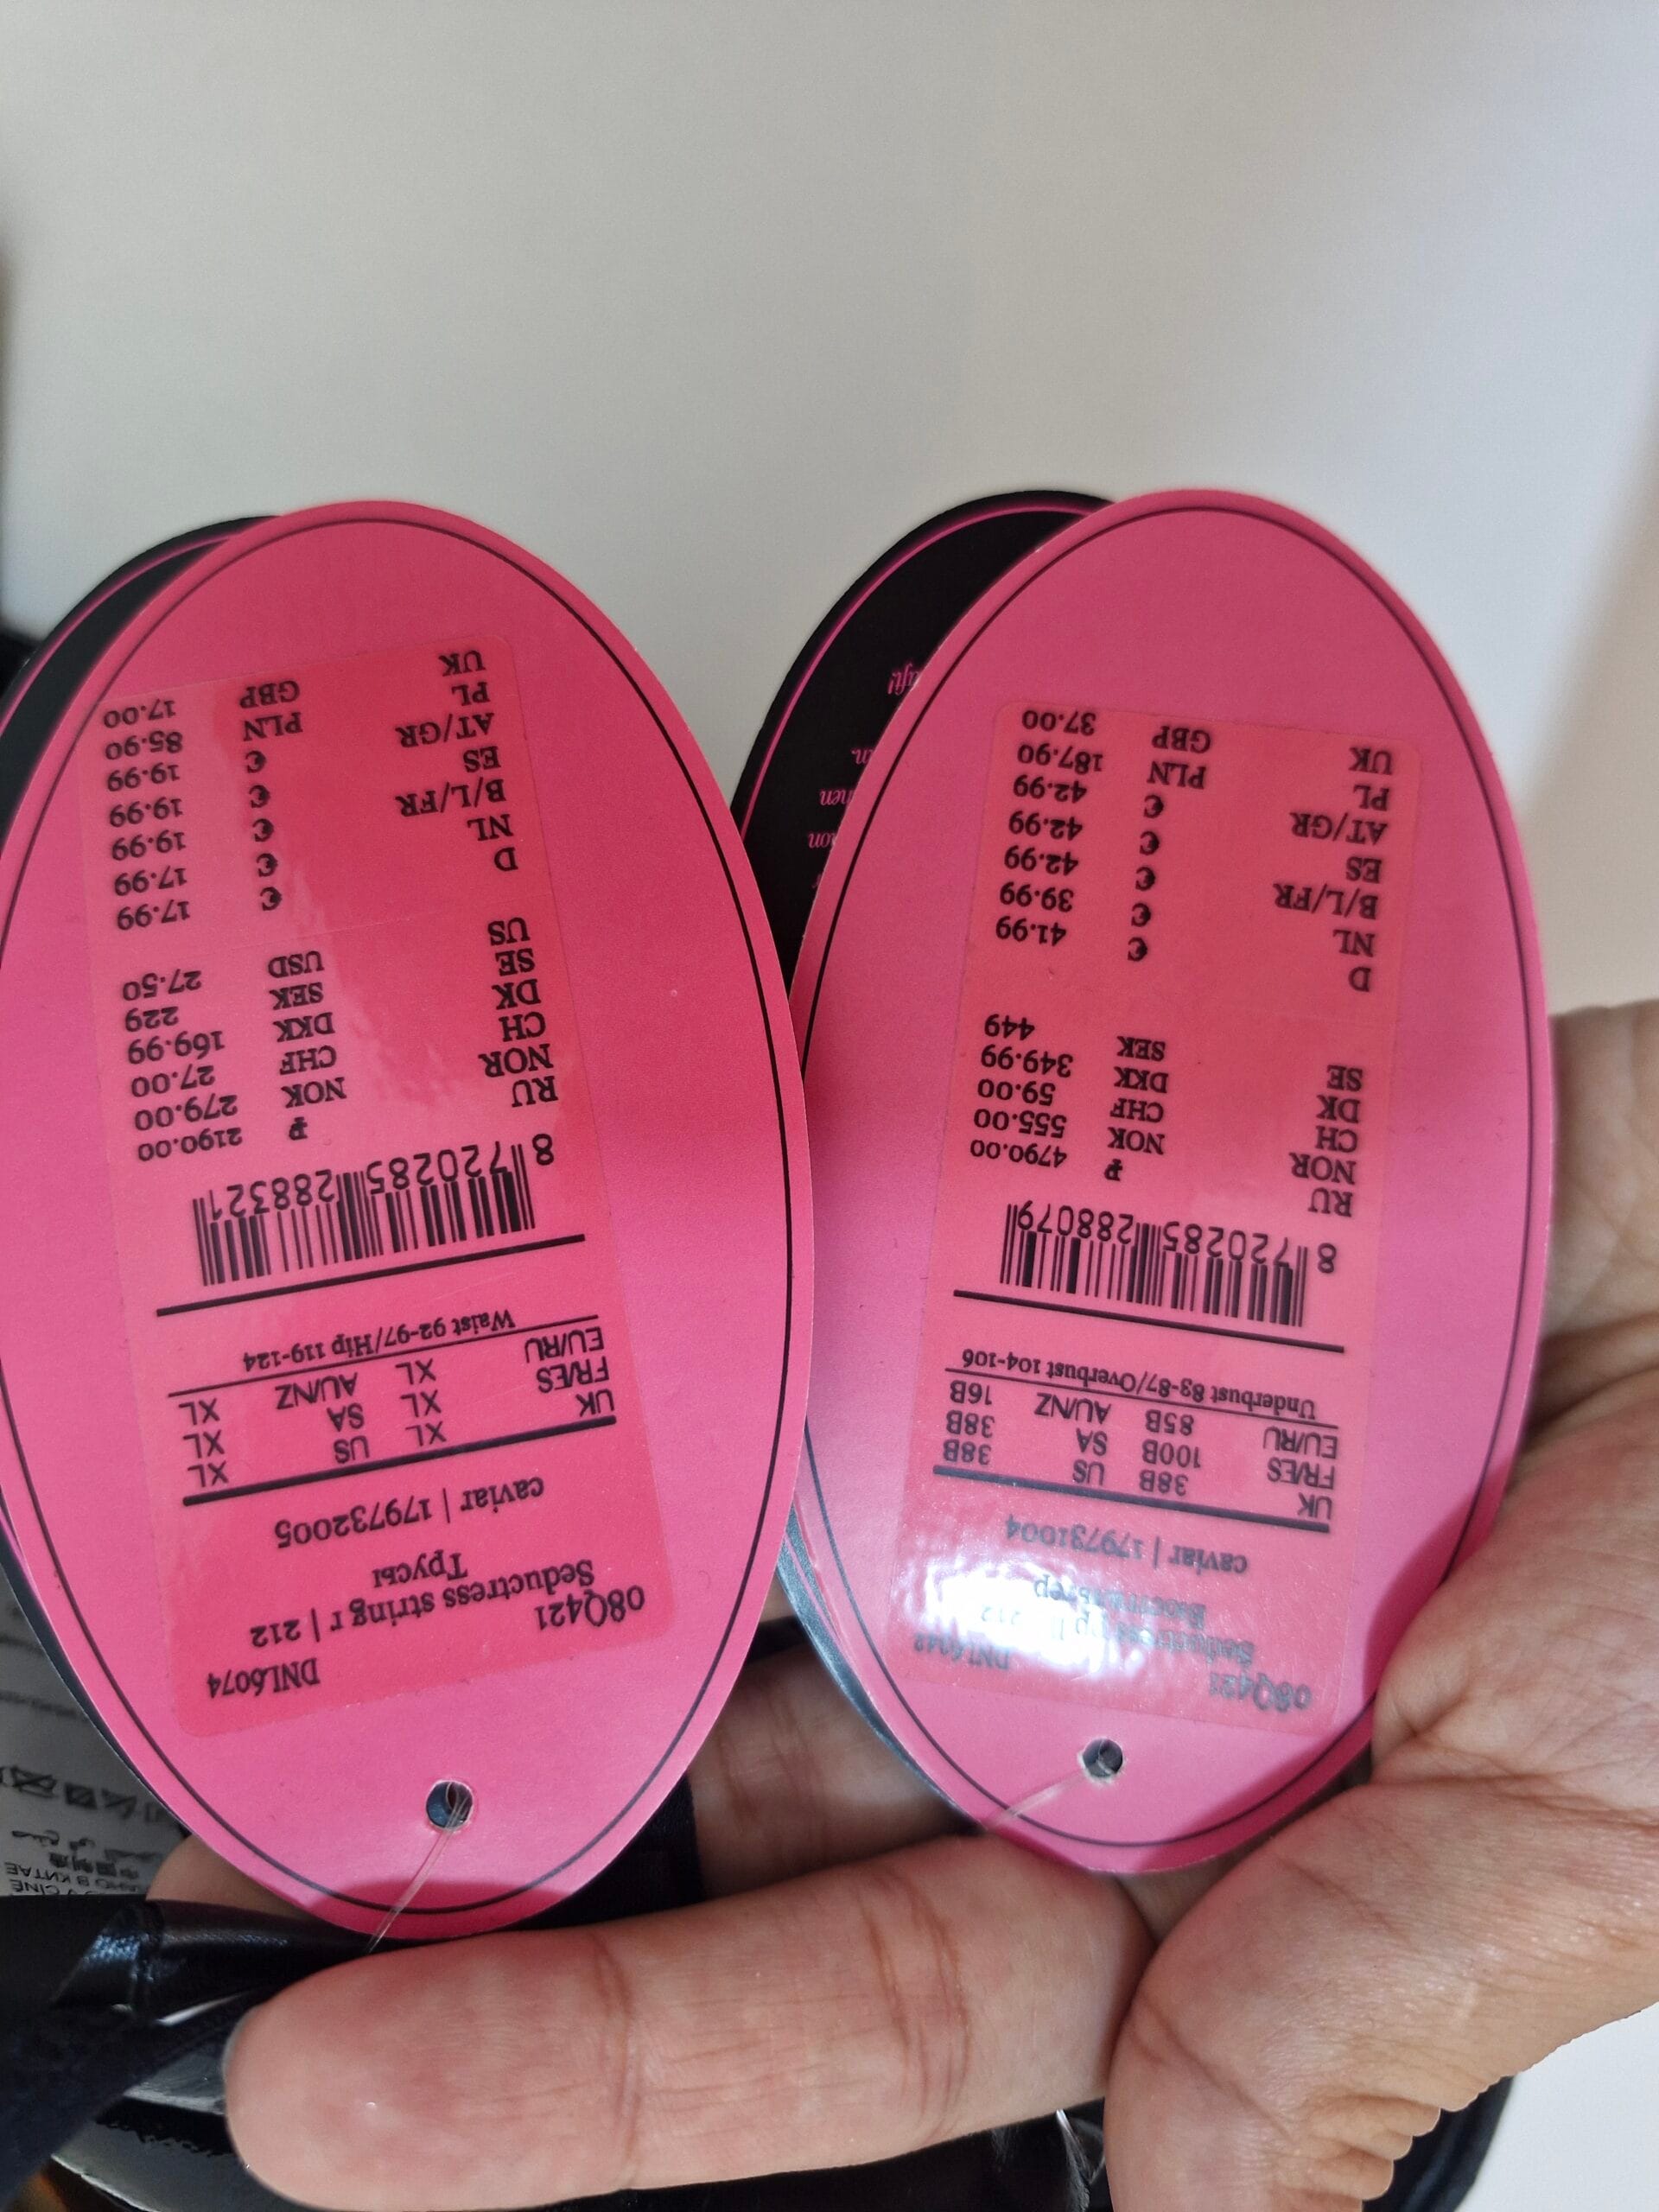 08Q421
Seductress
212
caviar | 179731004
UK 38B US 38B
FR/ES 100B SA 38B
EU/RU 85B AU/NZ 16B
Underbust 83-87/Overbust 104-106
8 720285 288079
RU ₽ 4790.00
NOR NOK 555.00
CH CHF 59.00
DK DKK 349.99
SE SEK 449
D € 41.99
NL € 39.99
B/L/FR € 42.99
ES € 42.99
AT/GR € 42.99
PL PLN 187.90
UK GBP 37.00
DNL6074
08Q421
Seductress string r | 212
Трусы
caviar | 179732005
UK XL US XL
FR/ES XL SA XL
EU/RU XL AU/NZ XL
Waist 92-97/Hip 119-124
8 720285 288321
RU ₽ 2190.00
NOR NOK 279.00
CH CHF 27.00
DK DKK 169.99
SE SEK 229
US USD 27.50
D € 17.99
NL € 17.99
B/L/FR € 19.99
ES € 19.99
AT/GR € 19.99
PL PLN 85.90
UK GBP 17.00